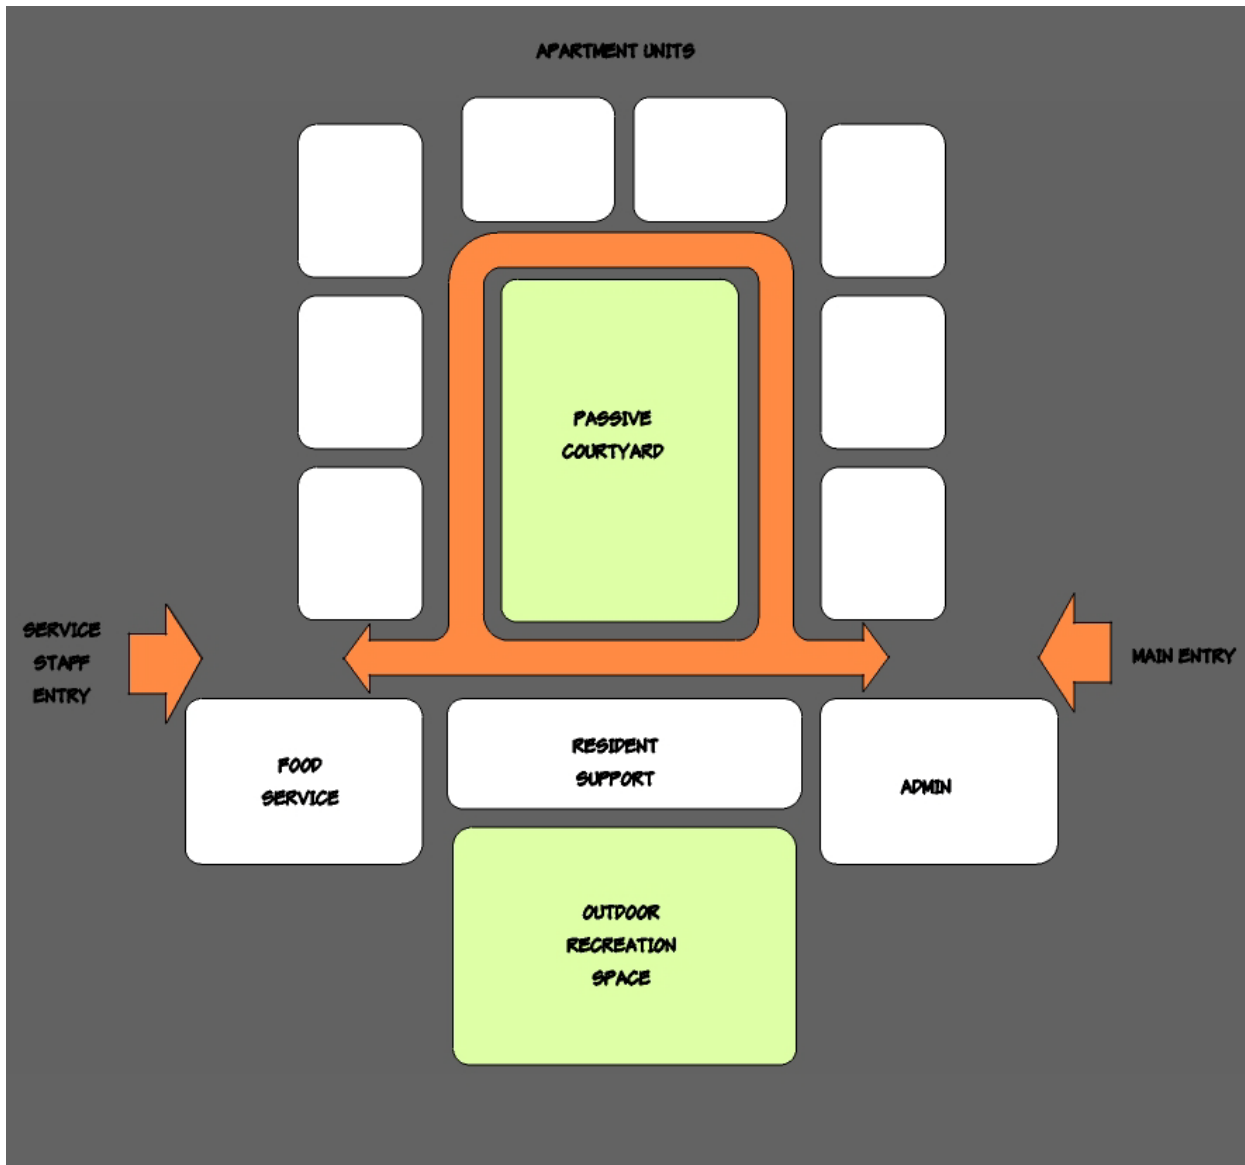 APARTMENT UNITS
PASSIVE
COURTYARD
SERVICE
STAFF
ENTRY
MAIN ENTRY
FOOD
SERVICE
RESIDENT
SUPPORT
ADMIN
OUTDOOR
RECREATION
SPACE